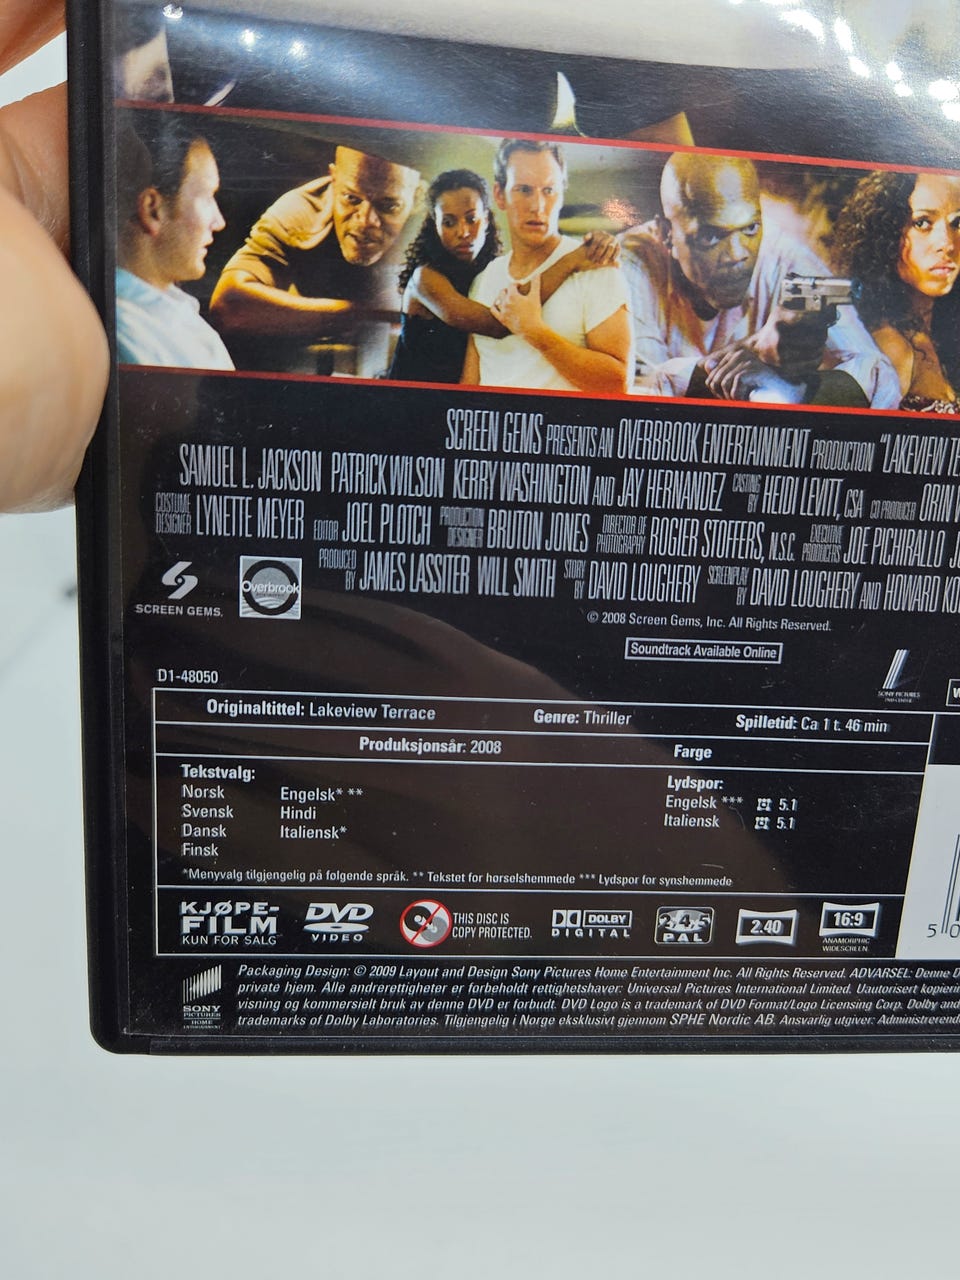 SCREEN GEMS PRESENTS AN OVERBROOK ENTERTAINMENT PRODUCTION "LAKEVIEW
SAMUEL L. JACKSON PATRICK WILSON KERRY WASHINGTON AND JAY HERNANDEZ CASTING BY HEIDI LEVITT, CSA CO PRODUCER ORIN
COSTUME DESIGNER LYNETTE MEYER EDITOR JOEL PLOTCH PRODUCTION DESIGNER BRUTON JONES DIRECTOR OF PHOTOGRAPHY ROGIER STOFFERS, N.S.C. EXECUTIVE PRODUCERS JOE PICHIRALLO
PRODUCED BY JAMES LASSITER WILL SMITH STORY BY DAVID LOUGHERY SCREENPLAY BY DAVID LOUGHERY AND HOWARD
SCREEN GEMS.
Overbrook
© 2008 Screen Gems, Inc. All Rights Reserved.
Soundtrack Available Online
SONY PICTURES
D1-48050
Originaltittel: Lakeview Terrace Genre: Thriller Spilletid: Ca 1 t. 46 min
Produksjonsår: 2008 Farge
Tekstvalg:
Norsk Engelsk* **
Svensk Hindi
Dansk Italiensk*
Finsk
Lydspor:
Engelsk *** 5.1
Italiensk 5.1
*Menyvalg tilgjengelig på følgende språk. ** Tekstet for hørselshemmede *** Lydspor for synshemmede
KJØPE-
FILM
KUN FOR SALG
DVD
VIDEO
THIS DISC IS
COPY PROTECTED.
DOLBY
DIGITAL
2 4 5
PAL
2.40
16:9
ANAMORPHIC
WIDESCREEN
5
SONY
PICTURES
HOME
ENTERTAINMENT
Packaging Design: © 2009 Layout and Design Sony Pictures Home Entertainment Inc. All Rights Reserved. ADVARSEL: Denne
private hjem. Alle andrerettigheter er forbeholdt rettighetshaver: Universal Pictures International Limited. Uautorisert
visning og kommersielt bruk av denne DVD er forbudt. DVD Logo is a trademark of DVD Format/Logo Licensing Corp. Dolby and
trademarks of Dolby Laboratories. Tilgjengelig i Norge eksklusivt gjennom SPHE Nordic AB. Ansvarlig utgiver: